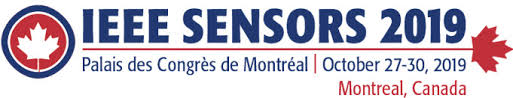 IEEE SENSORS 2019
Palais des Congrès de Montréal | October 27-30, 2019
Montreal, Canada